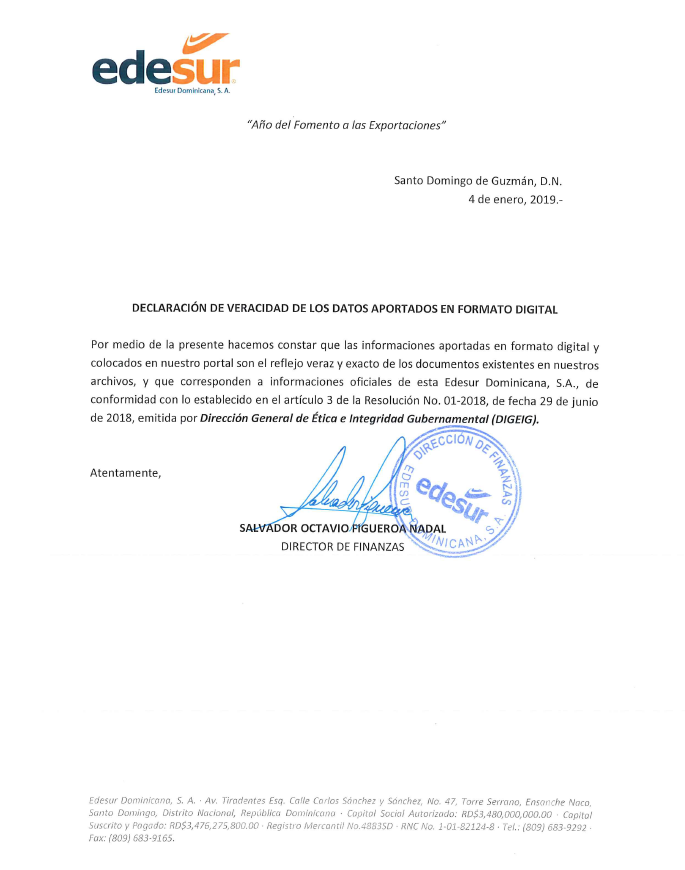 edesur
Edesur Dominicana, S. A.
"Año del Fomento a las Exportaciones"
Santo Domingo de Guzmán, D.N.
4 de enero, 2019.-
DECLARACIÓN DE VERACIDAD DE LOS DATOS APORTADOS EN FORMATO DIGITAL
Por medio de la presente hacemos constar que las informaciones aportadas en formato digital y
colocados en nuestro portal son el reflejo veraz y exacto de los documentos existentes en nuestros
archivos, y que corresponden a informaciones oficiales de esta Edesur Dominicana, S.A., de
conformidad con lo establecido en el artículo 3 de la Resolución No. 01-2018, de fecha 29 de junio
de 2018, emitida por Dirección General de Ética e Integridad Gubernamental (DIGEIG).
Atentamente,
DIRECCIÓN DE FINANZAS
edesur
EDESUR DOMINICANA, S.A.
SALVADOR OCTAVIO FIGUEROA NADAL
DIRECTOR DE FINANZAS
Edesur Dominicana, S. A. · Av. Tiradentes Esq. Calle Carlos Sánchez y Sánchez, No. 47, Torre Serrano, Ensanche Naco,
Santo Domingo, Distrito Nacional, República Dominicana · Capital Social Autorizado: RD$3,480,000,000.00 · Capital
Suscrito y Pagado: RD$3,476,275,800.00 · Registro Mercantil No.4883SD · RNC No. 1-01-82124-8 · Tel.: (809) 683-9292 ·
Fax: (809) 683-9165.